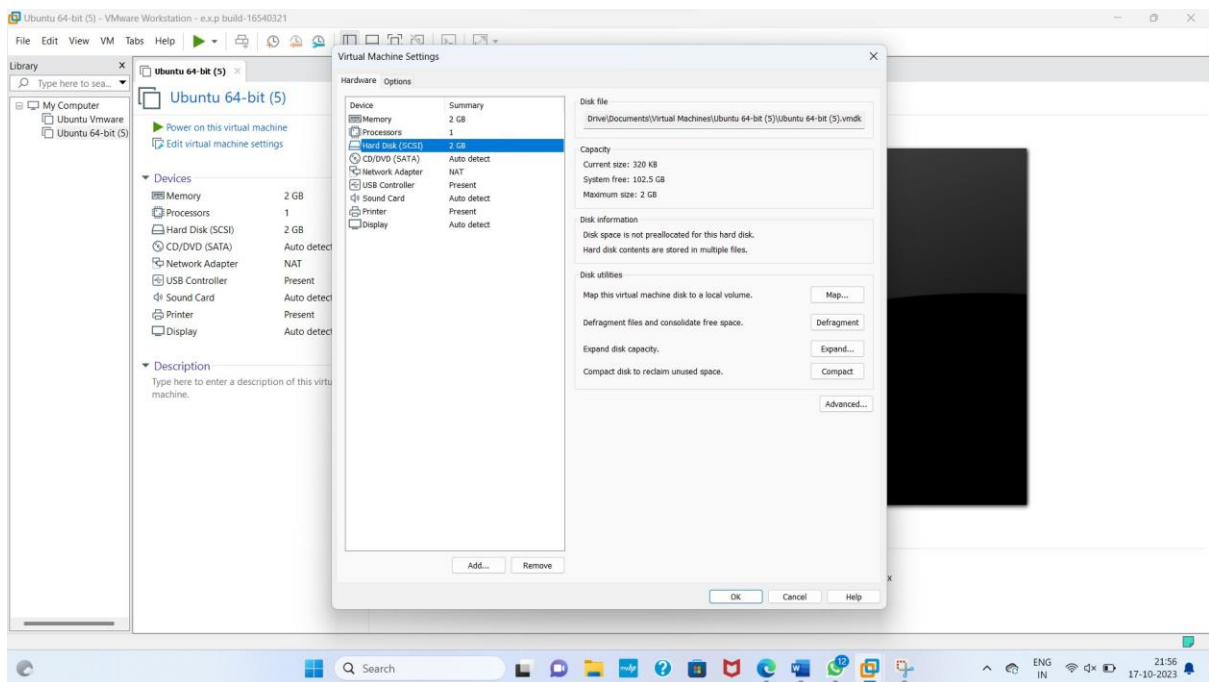 Ubuntu 64-bit (5) - VMware Workstation - e.x.p build-16540321
File Edit View VM Tabs Help
Library x
Type here to sea...
My Computer
Ubuntu Vmware
Ubuntu 64-bit (5)
Ubuntu 64-bit (5) ×
Ubuntu 64-bit (5)
Power on this virtual machine
Edit virtual machine settings
Devices
Memory 2 GB
Processors 1
Hard Disk (SCSI) 2 GB
CD/DVD (SATA) Auto detect
Network Adapter NAT
USB Controller Present
Sound Card Auto detect
Printer Present
Display Auto detect
Description
Type here to enter a description of this virtu
machine.
Virtual Machine Settings
Hardware Options
Device Summary
Memory 2 GB
Processors 1
Hard Disk (SCSI) 2 GB
CD/DVD (SATA) Auto detect
Network Adapter NAT
USB Controller Present
Sound Card Auto detect
Printer Present
Display Auto detect
Add... Remove
Disk file
Drive\Documents\Virtual Machines\Ubuntu 64-bit (5)\Ubuntu 64-bit (5).vmdk
Capacity
Current size: 320 KB
System free: 102.5 GB
Maximum size: 2 GB
Disk information
Disk space is not preallocated for this hard disk.
Hard disk contents are stored in multiple files.
Disk utilities
Map this virtual machine disk to a local volume. Map...
Defragment files and consolidate free space. Defragment
Expand disk capacity. Expand...
Compact disk to reclaim unused space. Compact
Advanced...
OK Cancel Help
x
Search
12
ENG
IN
21:56
17-10-2023